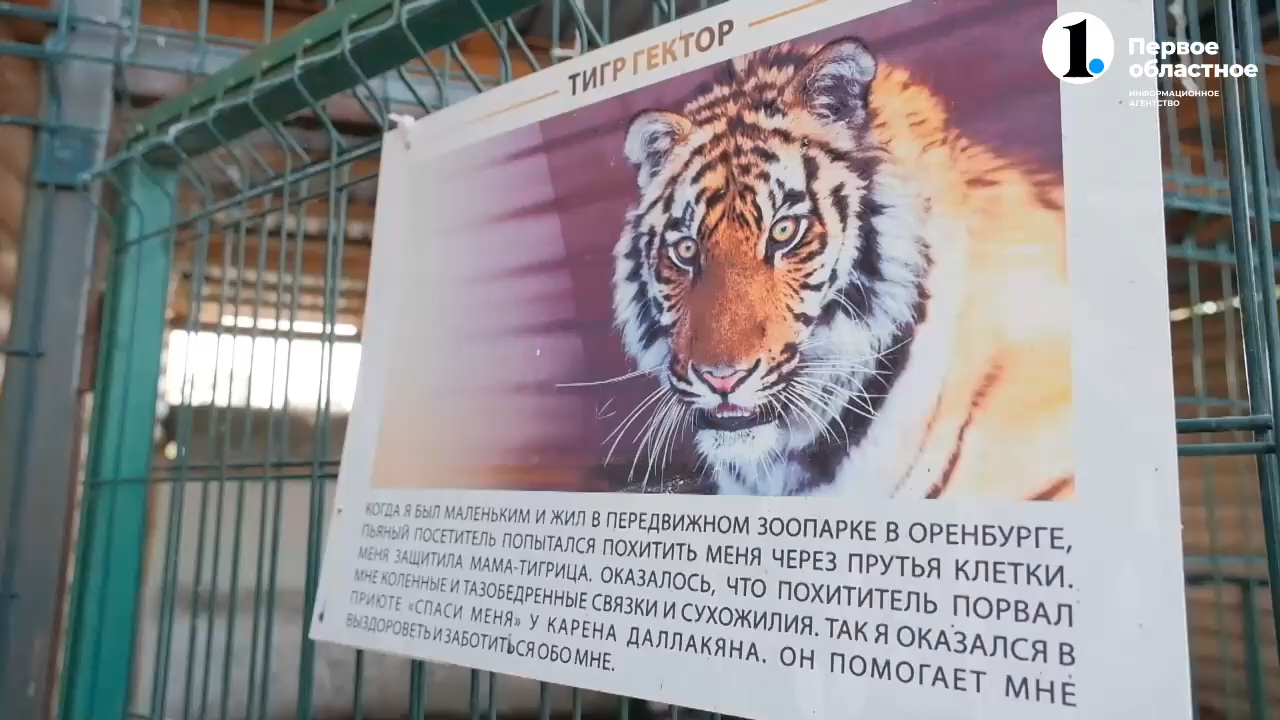 ТИГР ГЕКТОР
КОГДА Я БЫЛ МАЛЕНЬКИМ И ЖИЛ В ПЕРЕДВИЖНОМ ЗООПАРКЕ В ОРЕНБУРГЕ,
ПЬЯНЫЙ ПОСЕТИТЕЛЬ ПОПЫТАЛСЯ ПОХИТИТЬ МЕНЯ ЧЕРЕЗ ПРУТЬЯ КЛЕТКИ.
МЕНЯ ЗАЩИТИЛА МАМА-ТИГРИЦА. ОКАЗАЛОСЬ, ЧТО ПОХИТИТЕЛЬ ПОРВАЛ
МНЕ КОЛЕННЫЕ И ТАЗОБЕДРЕННЫЕ СВЯЗКИ И СУХОЖИЛИЯ. ТАК Я ОКАЗАЛСЯ В
ПРИЮТЕ «СПАСИ МЕНЯ» У КАРЕНА ДАЛЛАКЯНА. ОН ПОМОГАЕТ МНЕ
ВЫЗДОРОВЕТЬ И ЗАБОТИТЬСЯ ОБО МНЕ.
1.
Первое
областное
ИНФОРМАЦИОННОЕ
АГЕНТСТВО